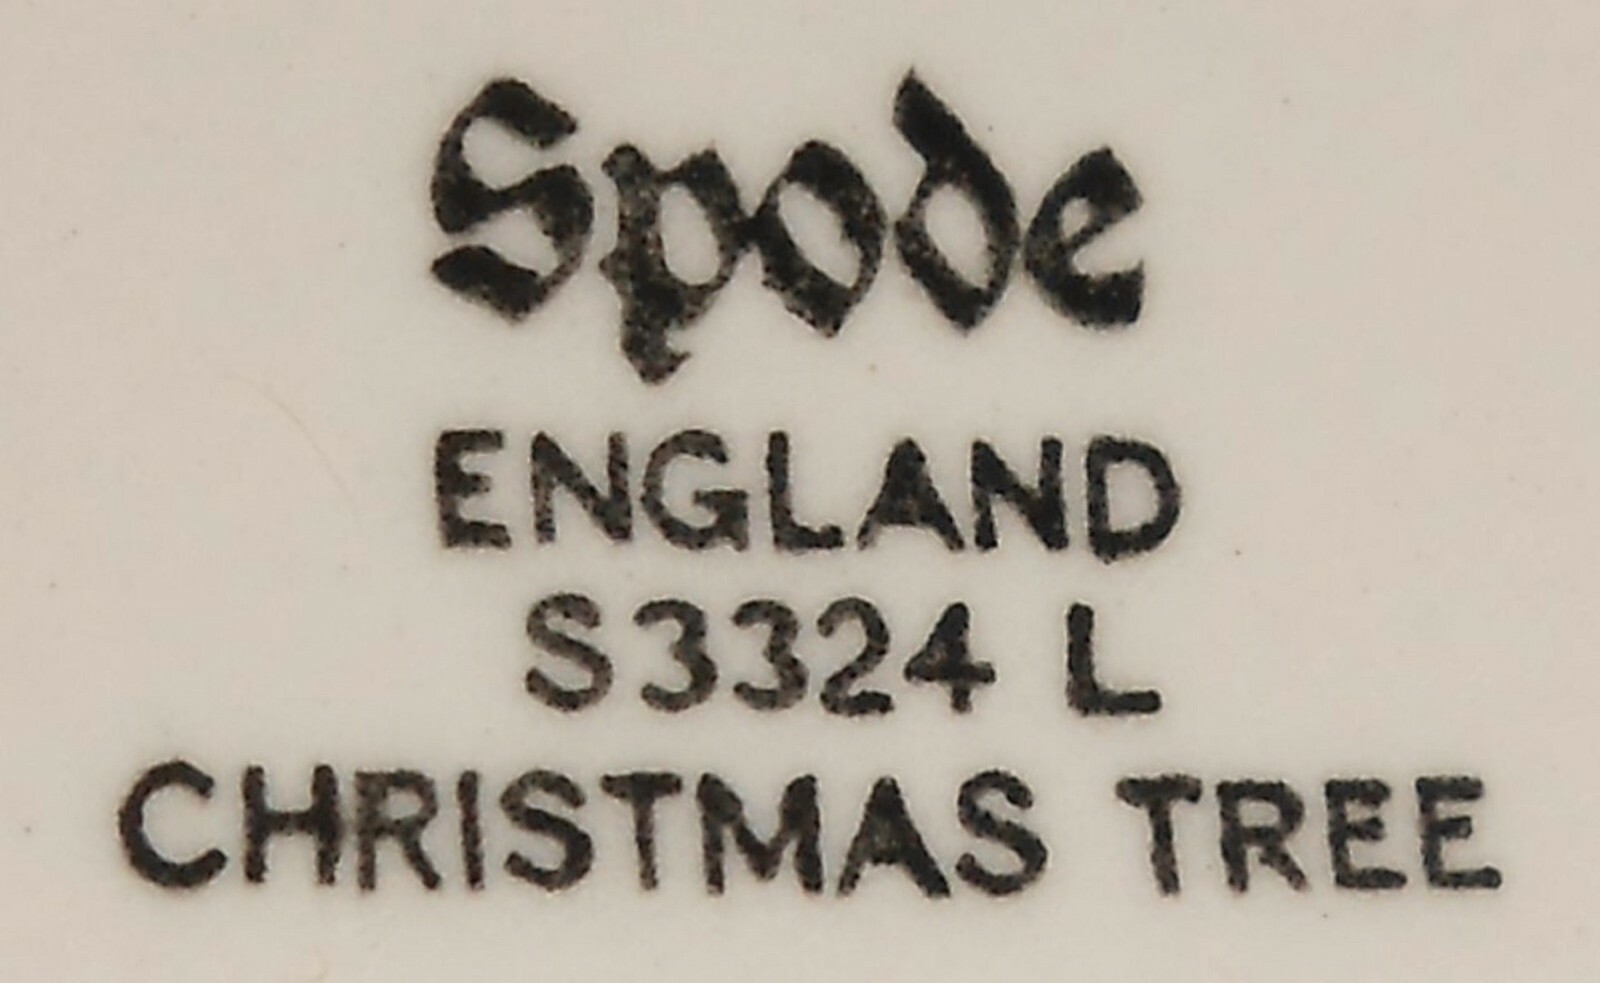 Spode
ENGLAND
S3324 L
CHRISTMAS TREE